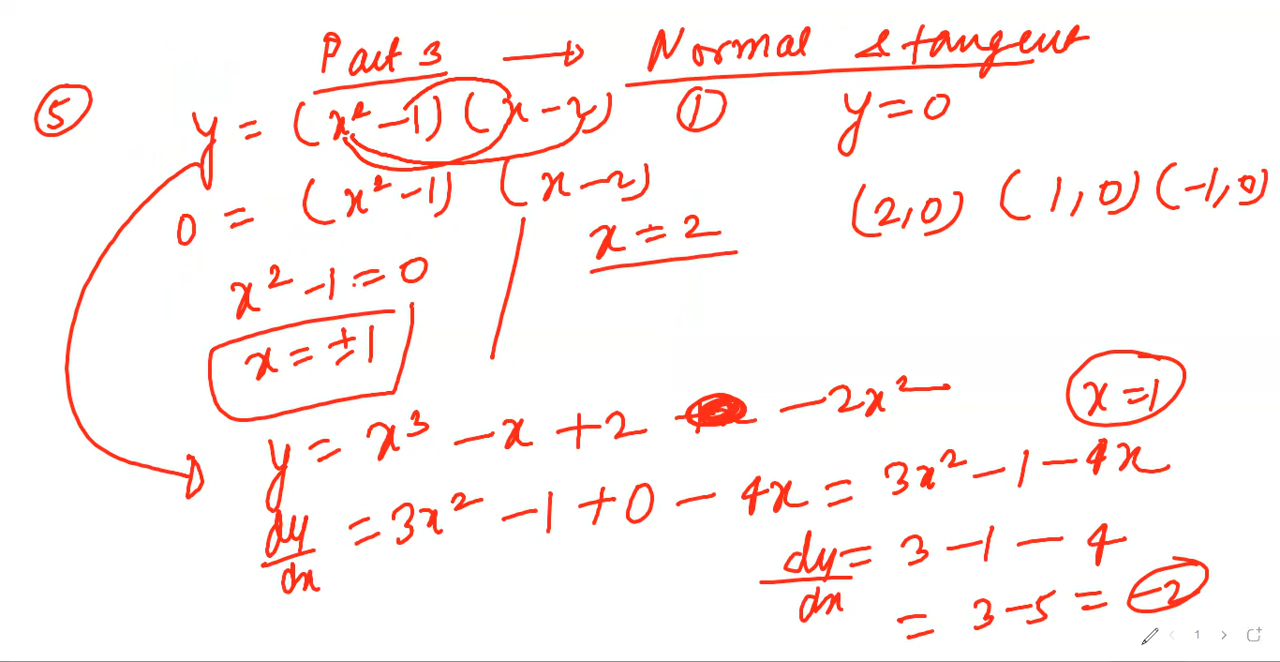 Part 3 → Normal & tangent
⑤ y = (x² - 1) (x - 2) ① y = 0
0 = (x² - 1) (x - 2) (2,0) (1,0) (-1,0)
x = 2
x² - 1 = 0
x = ±1
x = 1
y = x³ - x + 2 - 2x²
dy/dx = 3x² - 1 + 0 - 4x = 3x² - 1 - 4x
dy/dx = 3 - 1 - 4
= 3 - 5 = -2
1